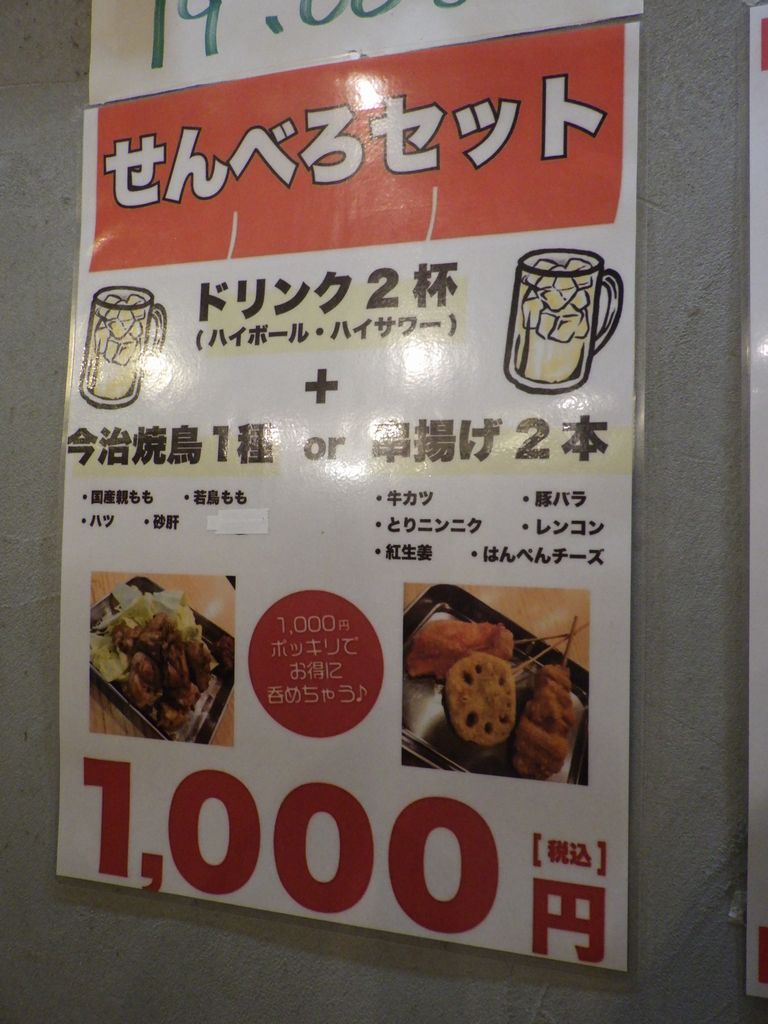 せんべろセット
ドリンク2杯
(ハイボール・ハイサワー)
+
今治焼鳥1種 or 串揚げ2本
・国産親もも ・若鳥もも
・ハツ ・砂肝
・牛カツ ・豚バラ
・とりニンニク ・レンコン
・紅生姜 ・はんぺんチーズ
1,000円
ポッキリで
お得に
呑めちゃう♪
1,000円
[税込]